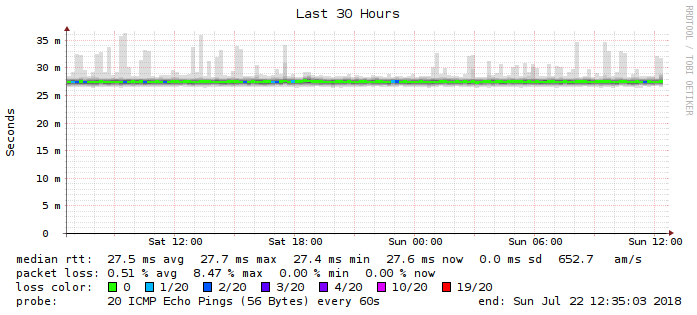 Last 30 Hours
RRDTOOL / TOBI OETIKER
Seconds
35 m
30 m
25 m
20 m
15 m
10 m
5 m
0
Sat 12:00 Sat 18:00 Sun 00:00 Sun 06:00 Sun 12:00
median rtt: 27.5 ms avg 27.7 ms max 27.4 ms min 27.6 ms now 0.0 ms sd 652.7 am/s
packet loss: 0.51 % avg 8.47 % max 0.00 % min 0.00 % now
loss color: 0 1/20 2/20 3/20 4/20 10/20 19/20
probe: 20 ICMP Echo Pings (56 Bytes) every 60s end: Sun Jul 22 12:35:03 2018